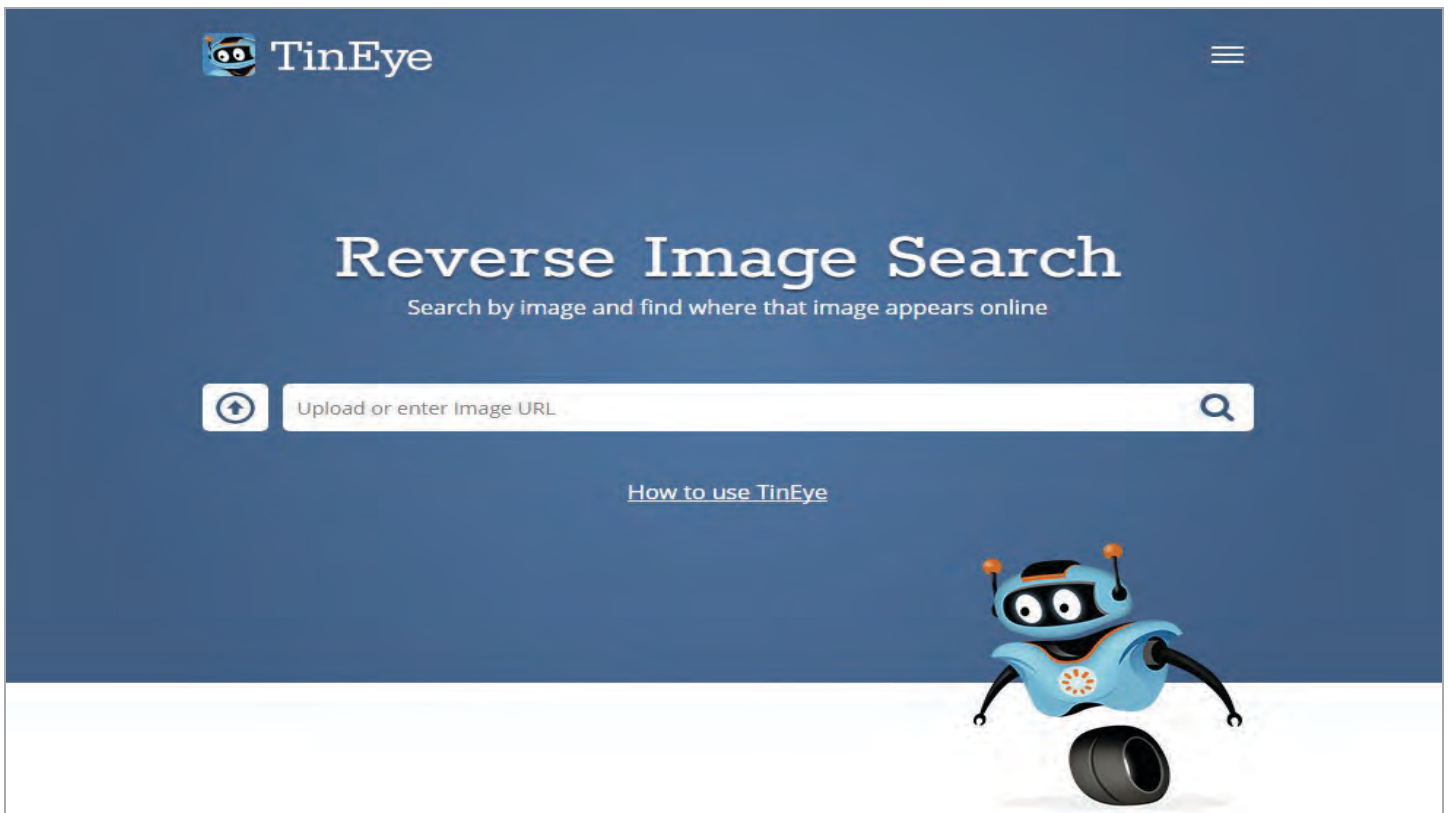 TinEye
Reverse Image Search
Search by image and find where that image appears online
Upload or enter Image URL
How to use TinEye